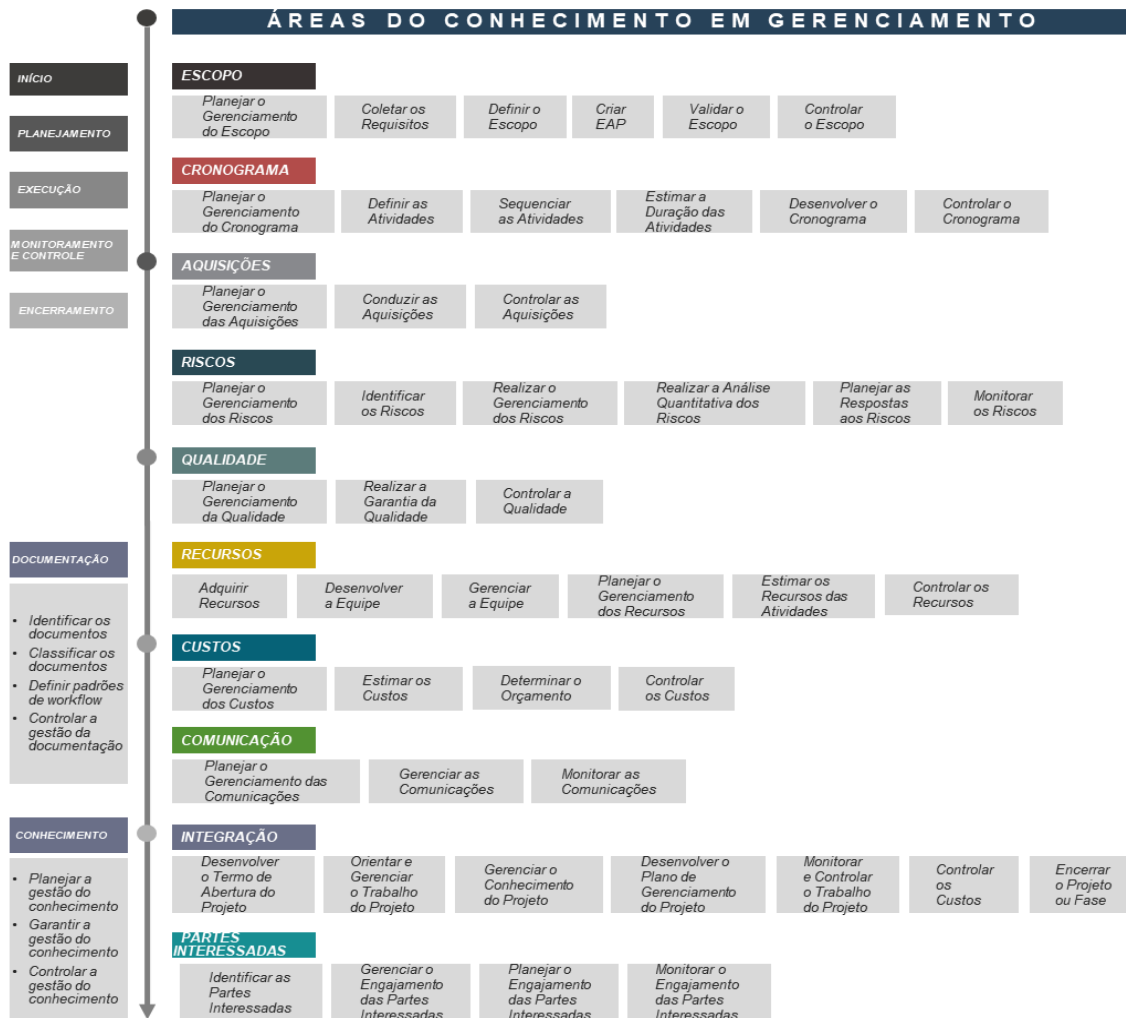 ÁREAS DO CONHECIMENTO EM GERENCIAMENTO
INÍCIO
PLANEJAMENTO
EXECUÇÃO
MONITORAMENTO
E CONTROLE
ENCERRAMENTO
DOCUMENTAÇÃO
• Identificar os
documentos
• Classificar os
documentos
• Definir padrões
de workflow
• Controlar a
gestão da
documentação
CONHECIMENTO
• Planejar a
gestão do
conhecimento
• Garantir a
gestão do
conhecimento
• Controlar a
gestão do
conhecimento
ESCOPO
Planejar o
Gerenciamento
do Escopo
Coletar os
Requisitos
Definir o
Escopo
Criar
EAP
Validar o
Escopo
Controlar
o Escopo
CRONOGRAMA
Planejar o
Gerenciamento
do Cronograma
Definir as
Atividades
Sequenciar
as Atividades
Estimar a
Duração das
Atividades
Desenvolver o
Cronograma
Controlar o
Cronograma
AQUISIÇÕES
Planejar o
Gerenciamento
das Aquisições
Conduzir as
Aquisições
Controlar as
Aquisições
RISCOS
Planejar o
Gerenciamento
dos Riscos
Identificar
os Riscos
Realizar o
Gerenciamento
dos Riscos
Realizar a Análise
Quantitativa dos
Riscos
Planejar as
Respostas
aos Riscos
Monitorar
os Riscos
QUALIDADE
Planejar o
Gerenciamento
da Qualidade
Realizar a
Garantia da
Qualidade
Controlar a
Qualidade
RECURSOS
Adquirir
Recursos
Desenvolver
a Equipe
Gerenciar
a Equipe
Planejar o
Gerenciamento
dos Recursos
Estimar os
Recursos das
Atividades
Controlar os
Recursos
CUSTOS
Planejar o
Gerenciamento
dos Custos
Estimar os
Custos
Determinar o
Orçamento
Controlar
os Custos
COMUNICAÇÃO
Planejar o
Gerenciamento das
Comunicações
Gerenciar as
Comunicações
Monitorar as
Comunicações
INTEGRAÇÃO
Desenvolver
o Termo de
Abertura do
Projeto
Orientar e
Gerenciar
o Trabalho
do Projeto
Gerenciar o
Conhecimento
do Projeto
Desenvolver o
Plano de
Gerenciamento
do Projeto
Monitorar
e Controlar
o Trabalho
do Projeto
Controlar
os
Custos
Encerrar
o Projeto
ou Fase
PARTES
INTERESSADAS
Identificar as
Partes
Interessadas
Gerenciar o
Engajamento
das Partes
Interessadas
Planejar o
Engajamento
das Partes
Interessadas
Monitorar o
Engajamento
das Partes
Interessadas